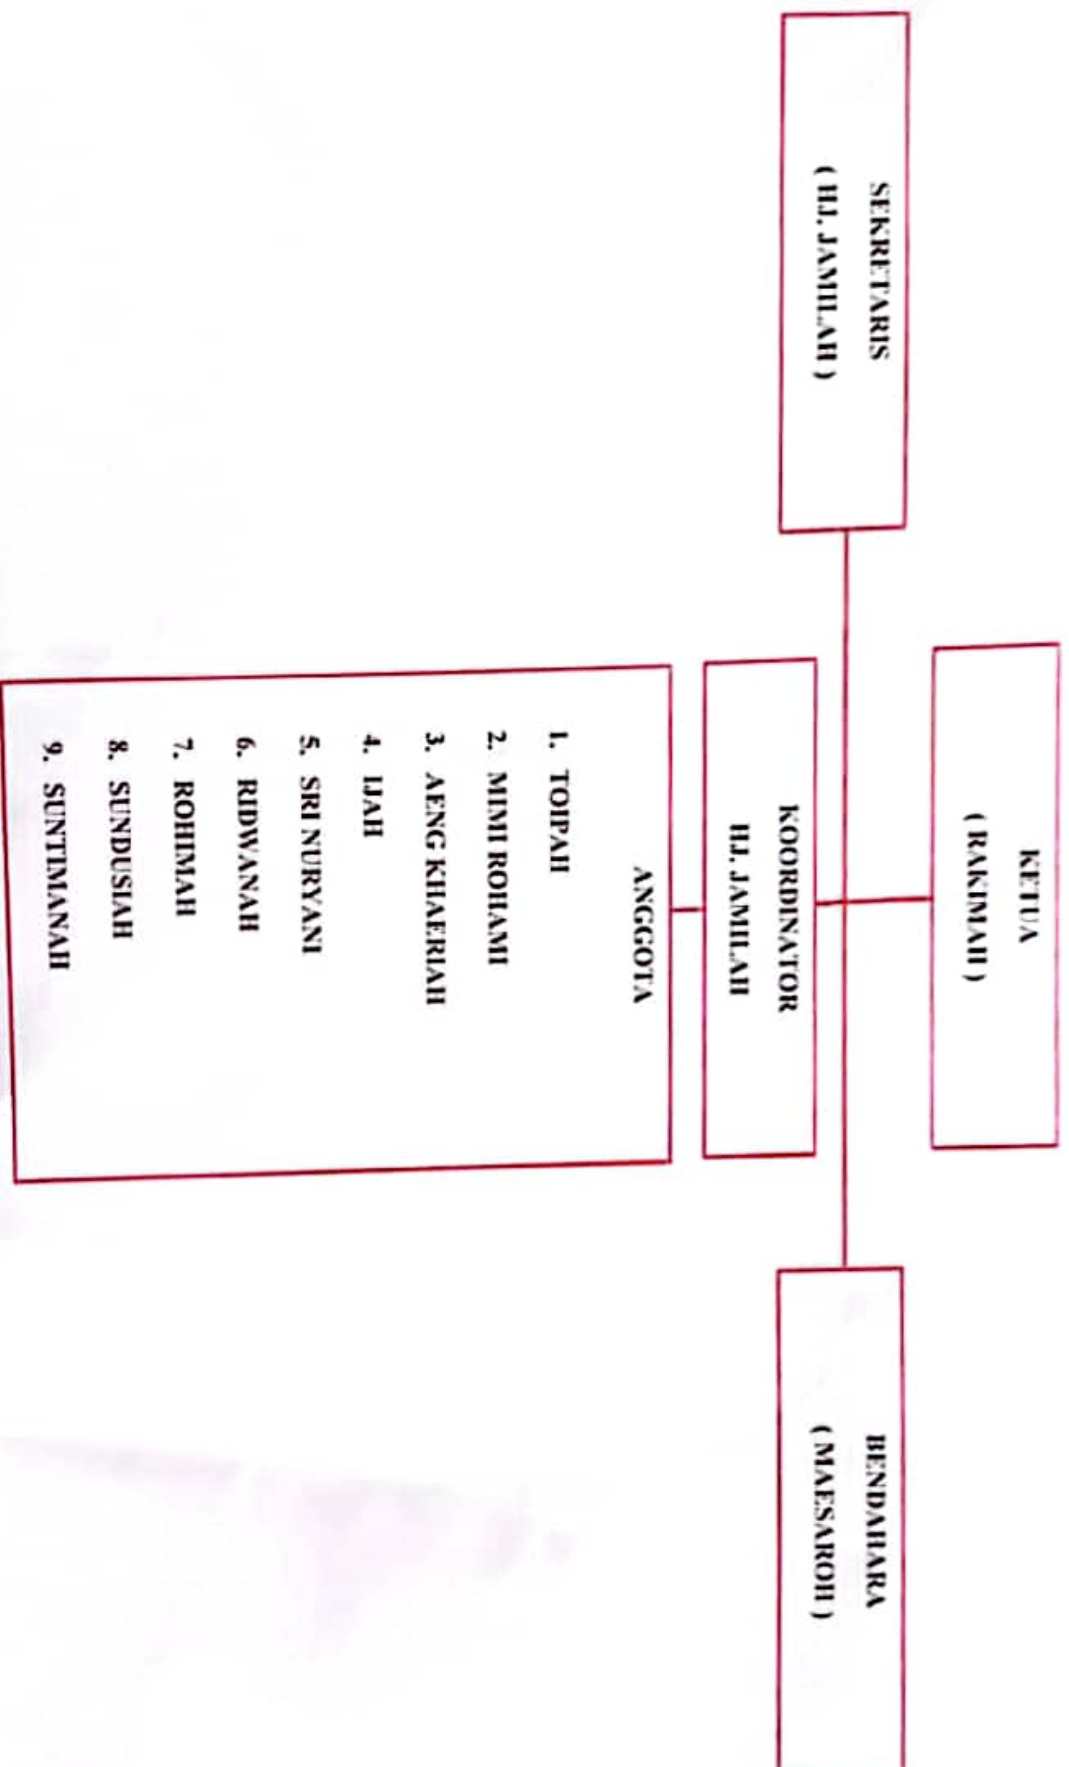 KETUA
( RAKIMAH )
SEKRETARIS
( HJ. JAMILAH )
BENDAHARA
( MAESAROH )
KOORDINATOR
HJ. JAMILAH
ANGGOTA
1. TOIPAH
2. MIMI ROHAMI
3. AENG KHAERIAH
4. IJAH
5. SRI NURYANI
6. RIDWANAH
7. ROHIMAH
8. SUNDUSIAH
9. SUNTIMANAH